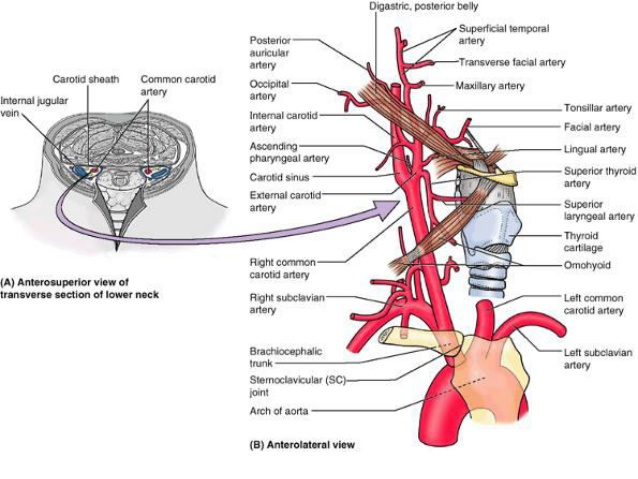 Digastric, posterior belly
Superficial temporal
artery
Posterior
auricular
artery
Transverse facial artery
Carotid sheath
Common carotid
artery
Occipital
artery
Maxillary artery
Internal jugular
vein
Tonsillar artery
Internal carotid
artery
Facial artery
Ascending
pharyngeal artery
Lingual artery
Carotid sinus
Superior thyroid
artery
External carotid
artery
Superior
laryngeal artery
Thyroid
cartilage
Right common
carotid artery
Omohyoid
(A) Anterosuperior view of
transverse section of lower neck
Right subclavian
artery
Left common
carotid artery
Brachiocephalic
trunk
Left subclavian
artery
Sternoclavicular (SC)
joint
Arch of aorta
(B) Anterolateral view